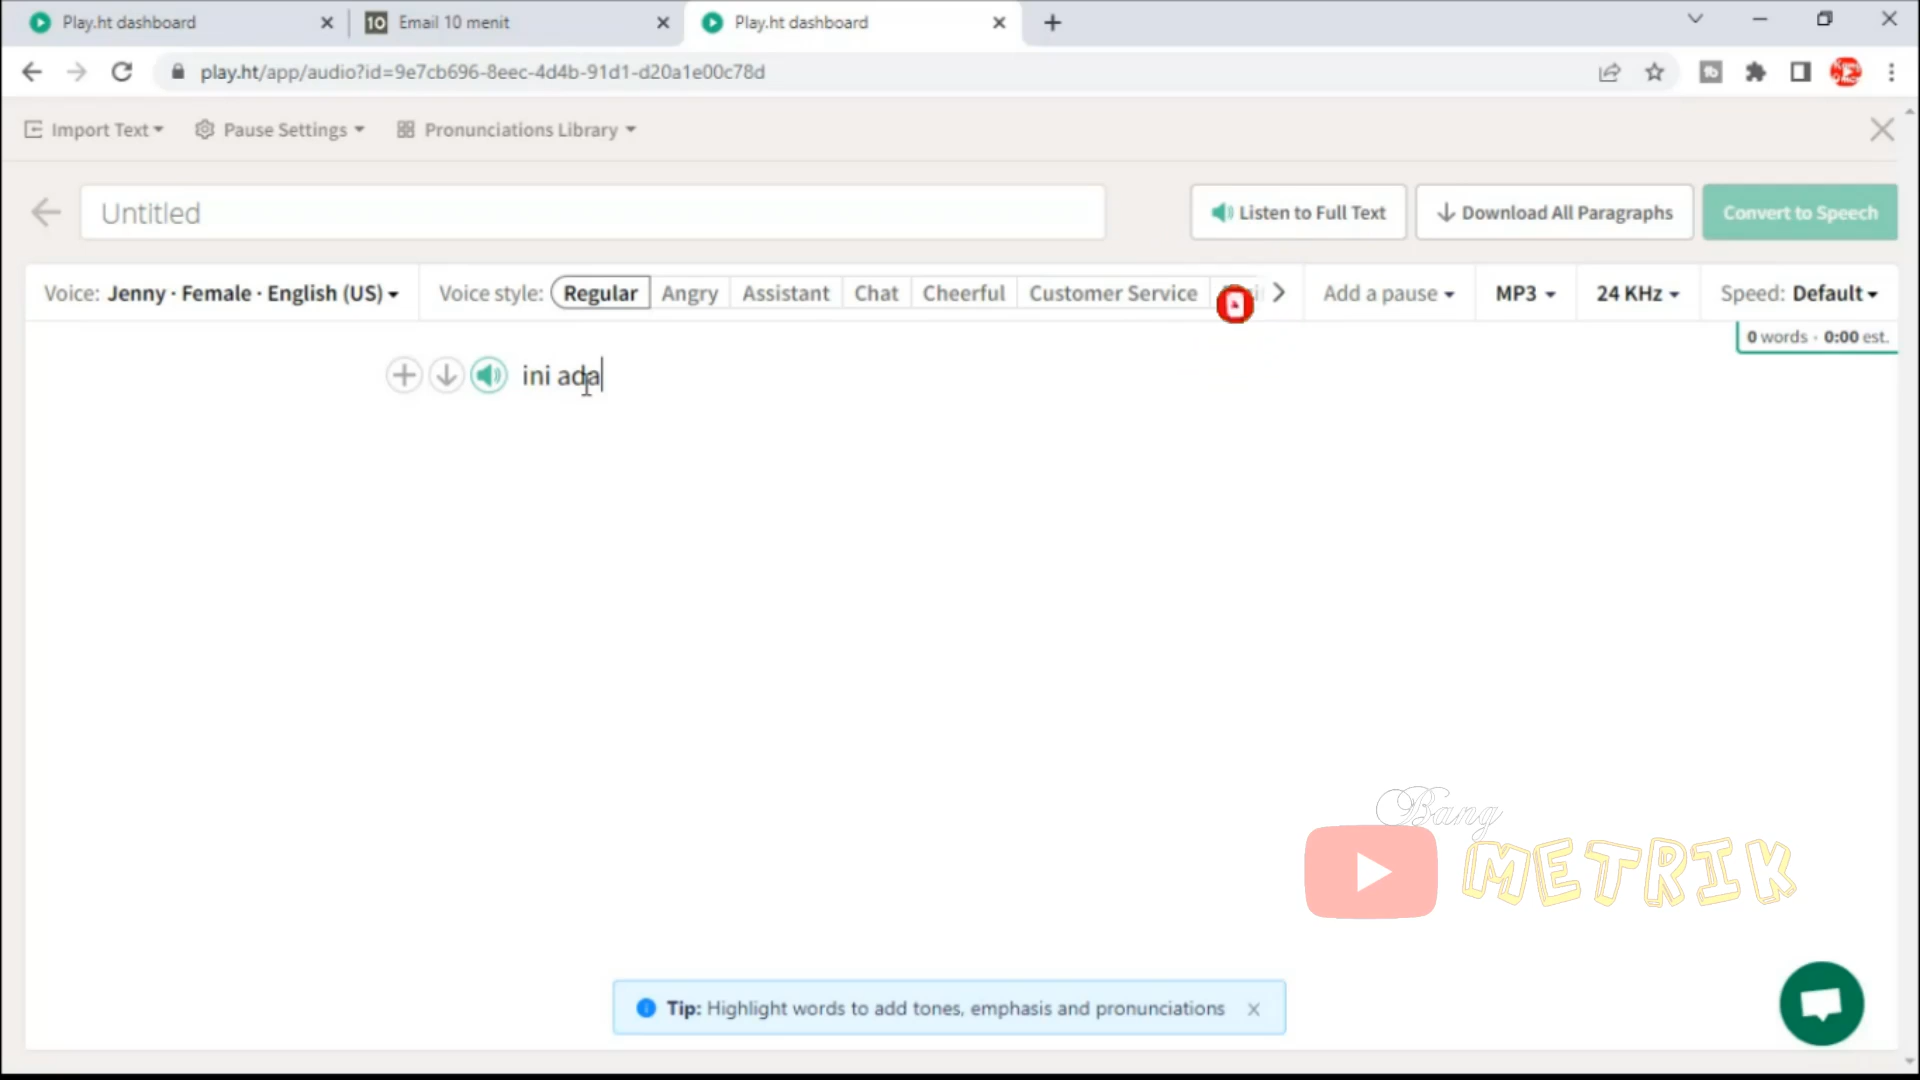 Play.ht dashboard
10 Email 10 menit
Play.ht dashboard
play.ht/app/audio?id=9e7cb696-8eec-4d4b-91d1-d20a1e00c78d
Import Text
Pause Settings
Pronunciations Library
Untitled
Listen to Full Text
Download All Paragraphs
Convert to Speech
Voice: Jenny · Female · English (US)
Voice style: Regular Angry Assistant Chat Cheerful Customer Service
Add a pause
MP3
24 KHz
Speed: Default
0 words · 0:00 est.
ini ada
Bang
METRIK
Tip: Highlight words to add tones, emphasis and pronunciations